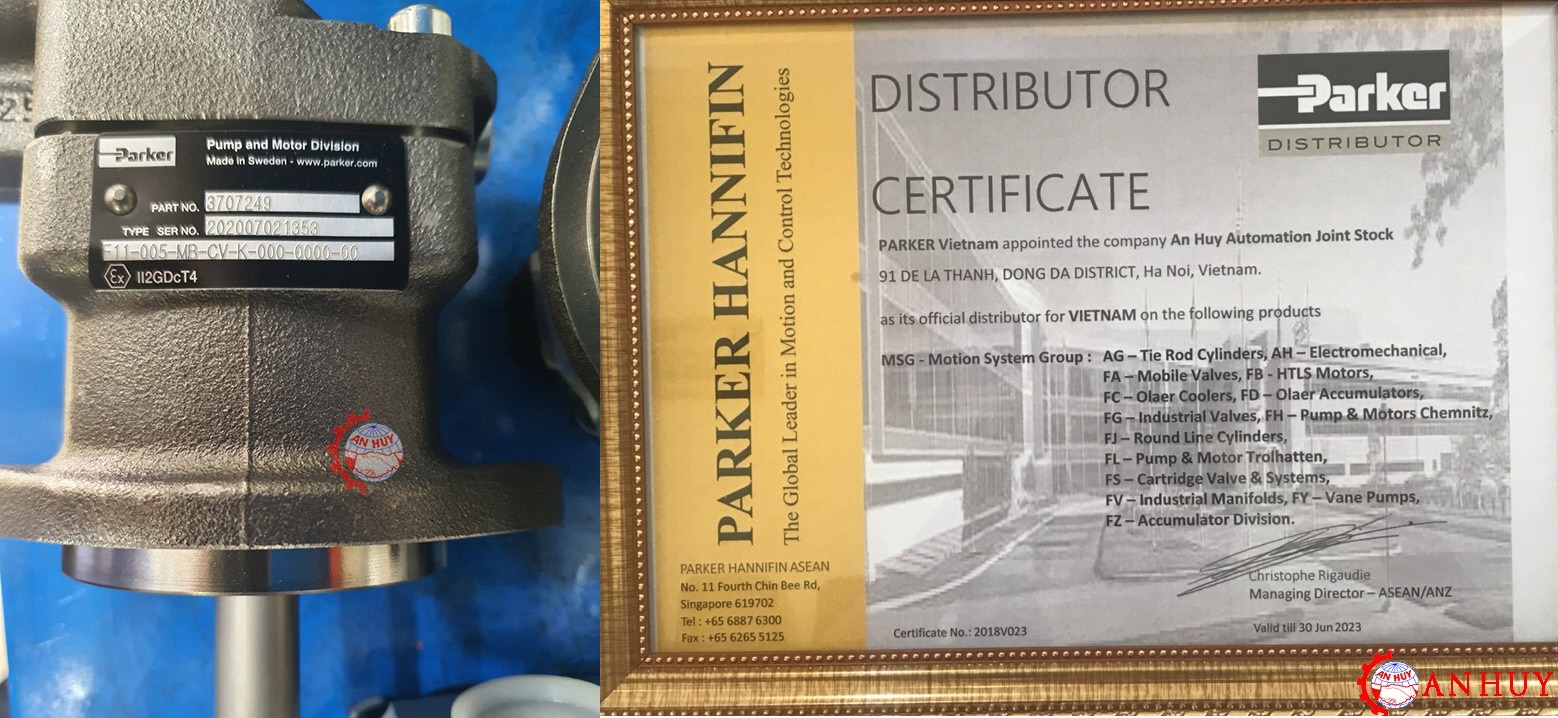 Parker
Pump and Motor Division
Made in Sweden - www.parker.com
PART NO. 3707249
TYPE SER NO. 202007021353
F11-005-MB-CV-K-000-0000-00
Ex II2GDcT4
AN HUY
PARKER HANNIFIN
The Global Leader in Motion and Control Technologies
PARKER HANNIFIN ASEAN
No. 11 Fourth Chin Bee Rd,
Singapore 619702
Tel : +65 6887 6300
Fax : +65 6265 5125
DISTRIBUTOR
CERTIFICATE
Parker
DISTRIBUTOR
PARKER Vietnam appointed the company An Huy Automation Joint Stock
91 DE LA THANH, DONG DA DISTRICT, Ha Noi, Vietnam.
as its official distributor for VIETNAM on the following products
MSG - Motion System Group : AG – Tie Rod Cylinders, AH – Electromechanical,
FA – Mobile Valves, FB - HTLS Motors,
FC – Olaer Coolers, FD – Olaer Accumulators,
FG – Industrial Valves, FH – Pump & Motors Chemnitz,
FJ – Round Line Cylinders,
FL – Pump & Motor Trolhatten,
FS – Cartridge Valve & Systems,
FV – Industrial Manifolds, FY – Vane Pumps,
FZ – Accumulator Division.
Christophe Rigaudie
Managing Director – ASEAN/ANZ
Certificate No.: 2018V023
Valid till 30 Jun 2023
AN HUY
AN HUY